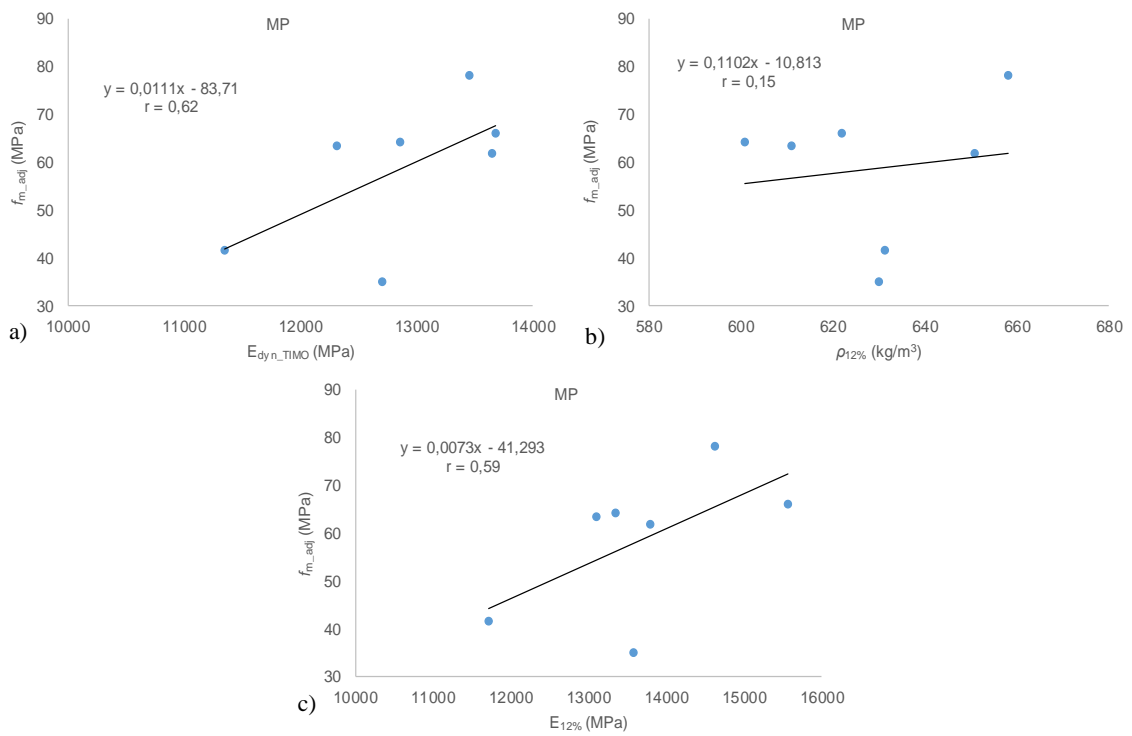 MP
y = 0,0111x - 83,71
r = 0,62
90
80
70
60
50
40
30
f_m_adj (MPa)
10000 11000 12000 13000 14000
E_dyn_TIMO (MPa)
a)
MP
y = 0,1102x - 10,813
r = 0,15
90
80
70
60
50
40
30
f_m_adj (MPa)
580 600 620 640 660 680
ρ_12% (kg/m³)
b)
MP
y = 0,0073x - 41,293
r = 0,59
90
80
70
60
50
40
30
f_m_adj (MPa)
10000 11000 12000 13000 14000 15000 16000
E_12% (MPa)
c)